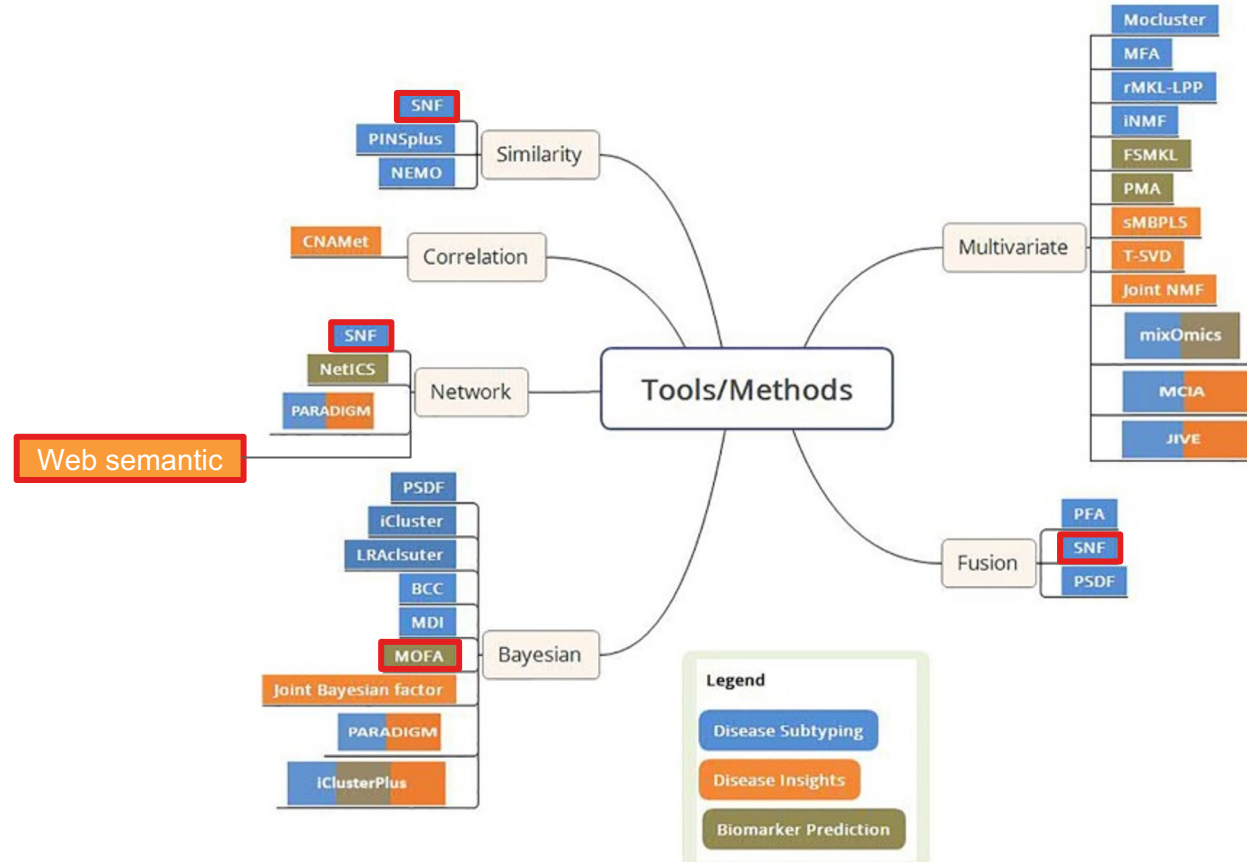 SNF
PINSplus
NEMO
Similarity
CNAMet
Correlation
SNF
NetICS
PARADIGM
Web semantic
Network
PSDF
iCluster
LRAclsuter
BCC
MDI
MOFA
Joint Bayesian factor
PARADIGM
iClusterPlus
Bayesian
Tools/Methods
Mocluster
MFA
rMKL-LPP
iNMF
FSMKL
PMA
sMBPLS
T-SVD
Joint NMF
mixOmics
MCIA
JIVE
Multivariate
PFA
SNF
PSDF
Fusion
Legend
Disease Subtyping
Disease Insights
Biomarker Prediction